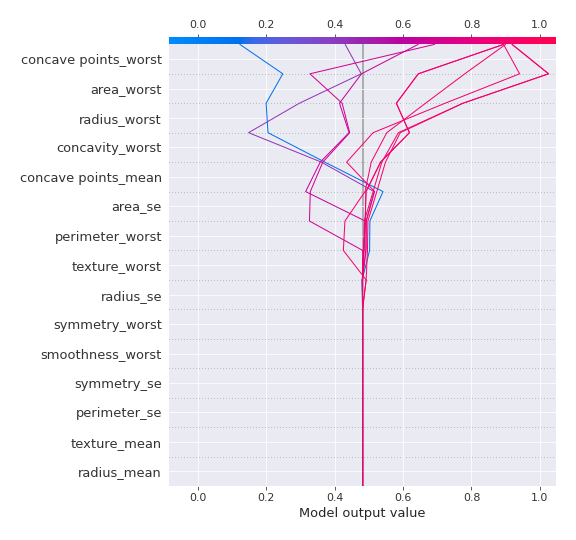 0.0 0.2 0.4 0.6 0.8 1.0
concave points_worst
area_worst
radius_worst
concavity_worst
concave points_mean
area_se
perimeter_worst
texture_worst
radius_se
symmetry_worst
smoothness_worst
symmetry_se
perimeter_se
texture_mean
radius_mean
0.0 0.2 0.4 0.6 0.8 1.0
Model output value